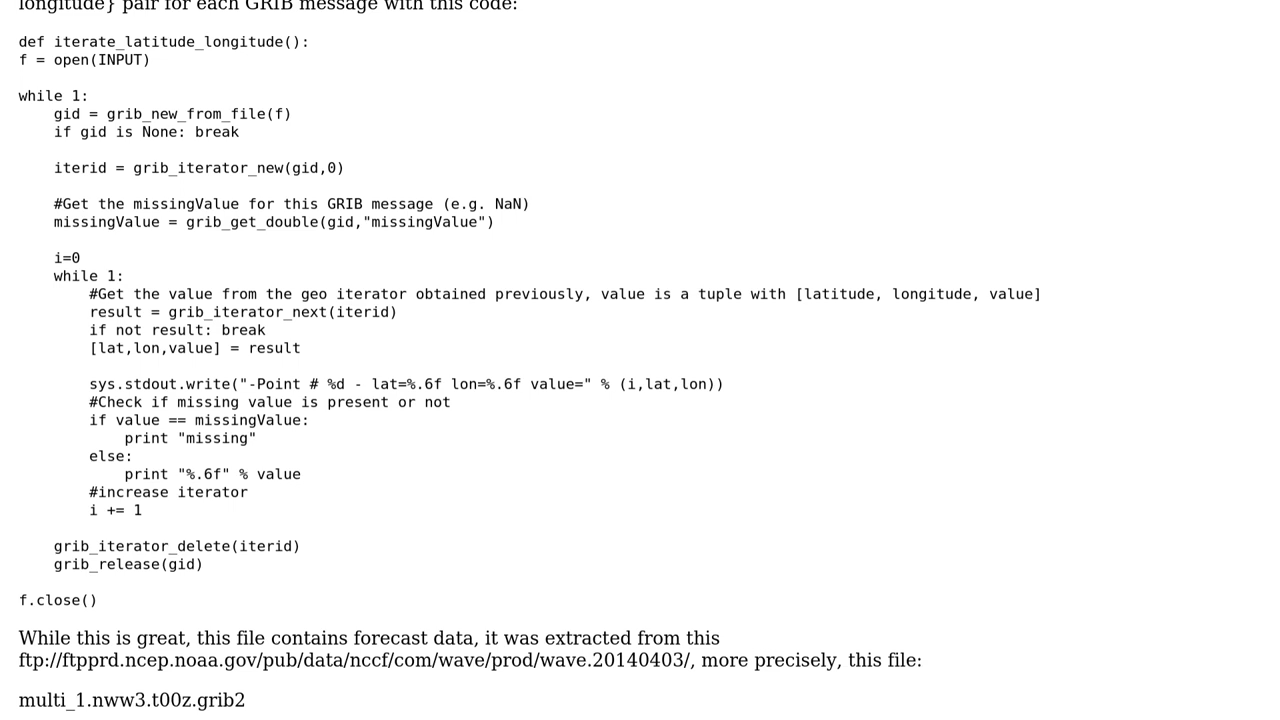 longitude} pair for each GRIB message with this code:
def iterate_latitude_longitude():
f = open(INPUT)
while 1:
    gid = grib_new_from_file(f)
    if gid is None: break
    iterid = grib_iterator_new(gid,0)
    #Get the missingValue for this GRIB message (e.g. NaN)
    missingValue = grib_get_double(gid,"missingValue")
    i=0
    while 1:
        #Get the value from the geo iterator obtained previously, value is a tuple with [latitude, longitude, value]
        result = grib_iterator_next(iterid)
        if not result: break
        [lat,lon,value] = result
        sys.stdout.write("-Point # %d - lat=%.6f lon=%.6f value=" % (i,lat,lon))
        #Check if missing value is present or not
        if value == missingValue:
            print "missing"
        else:
            print "%.6f" % value
        #increase iterator
        i += 1
    grib_iterator_delete(iterid)
    grib_release(gid)
f.close()
While this is great, this file contains forecast data, it was extracted from this
ftp://ftpprd.ncep.noaa.gov/pub/data/nccf/com/wave/prod/wave.20140403/, more precisely, this file:
multi_1.nww3.t00z.grib2